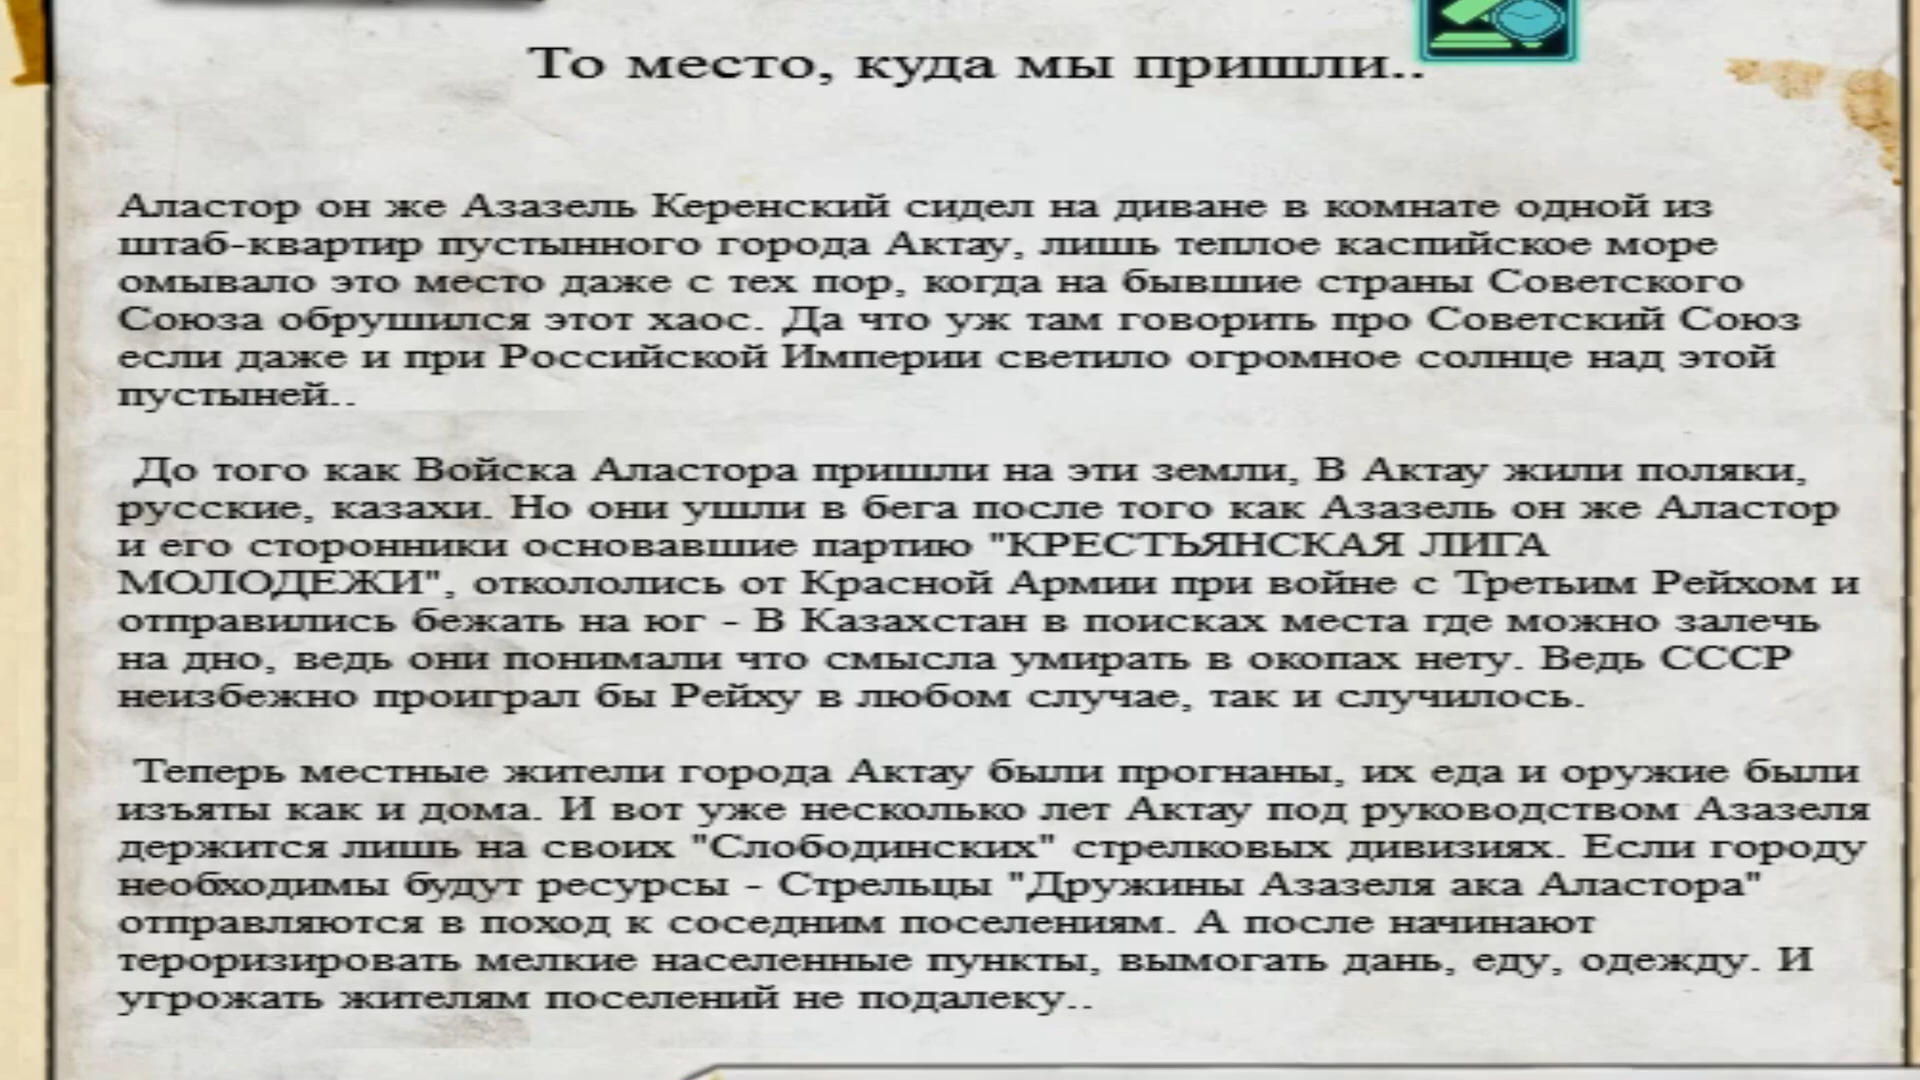 То место, куда мы пришли..
Аластор он же Азазель Керенский сидел на диване в комнате одной из
штаб-квартир пустынного города Актау, лишь теплое каспийское море
омывало это место даже с тех пор, когда на бывшие страны Советского
Союза обрушился этот хаос. Да что уж там говорить про Советский Союз
если даже и при Российской Империи светило огромное солнце над этой
пустыней..
До того как Войска Аластора пришли на эти земли, В Актау жили поляки,
русские, казахи. Но они ушли в бега после того как Азазель он же Аластор
и его сторонники основавшие партию "КРЕСТЬЯНСКАЯ ЛИГА
МОЛОДЕЖИ", откололись от Красной Армии при войне с Третьим Рейхом и
отправились бежать на юг - В Казахстан в поисках места где можно залечь
на дно, ведь они понимали что смысла умирать в окопах нету. Ведь СССР
неизбежно проиграл бы Рейху в любом случае, так и случилось.
Теперь местные жители города Актау были прогнаны, их еда и оружие были
изъяты как и дома. И вот уже несколько лет Актау под руководством Азазеля
держится лишь на своих "Слободинских" стрелковых дивизиях. Если городу
необходимы будут ресурсы - Стрельцы "Дружины Азазеля ака Аластора"
отправляются в поход к соседним поселениям. А после начинают
тероризировать мелкие населенные пункты, вымогать дань, еду, одежду. И
угрожать жителям поселений не подалеку..